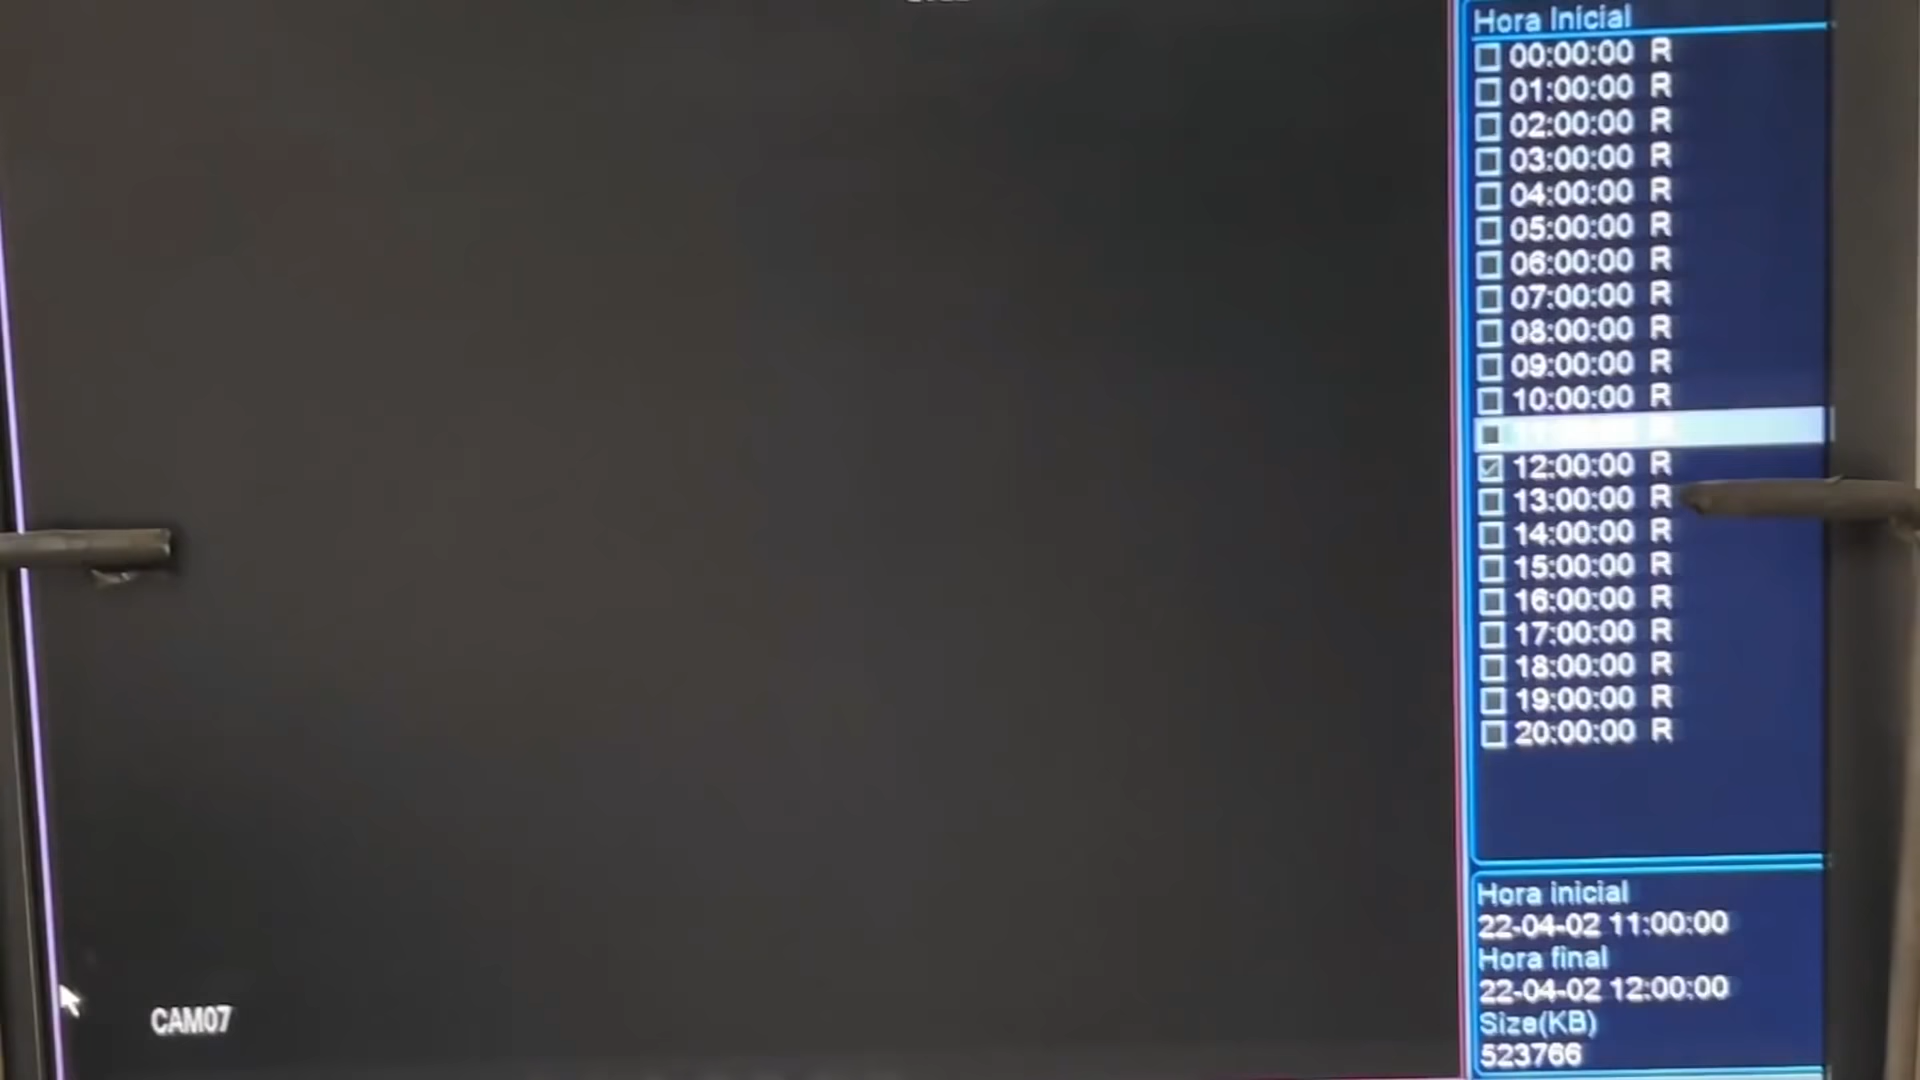 Hora Inicial
00:00:00 R
01:00:00 R
02:00:00 R
03:00:00 R
04:00:00 R
05:00:00 R
06:00:00 R
07:00:00 R
08:00:00 R
09:00:00 R
10:00:00 R
12:00:00 R
13:00:00 R
14:00:00 R
15:00:00 R
16:00:00 R
17:00:00 R
18:00:00 R
19:00:00 R
20:00:00 R
Hora inicial
22-04-02 11:00:00
Hora final
22-04-02 12:00:00
Size(KB)
523766
CAM07